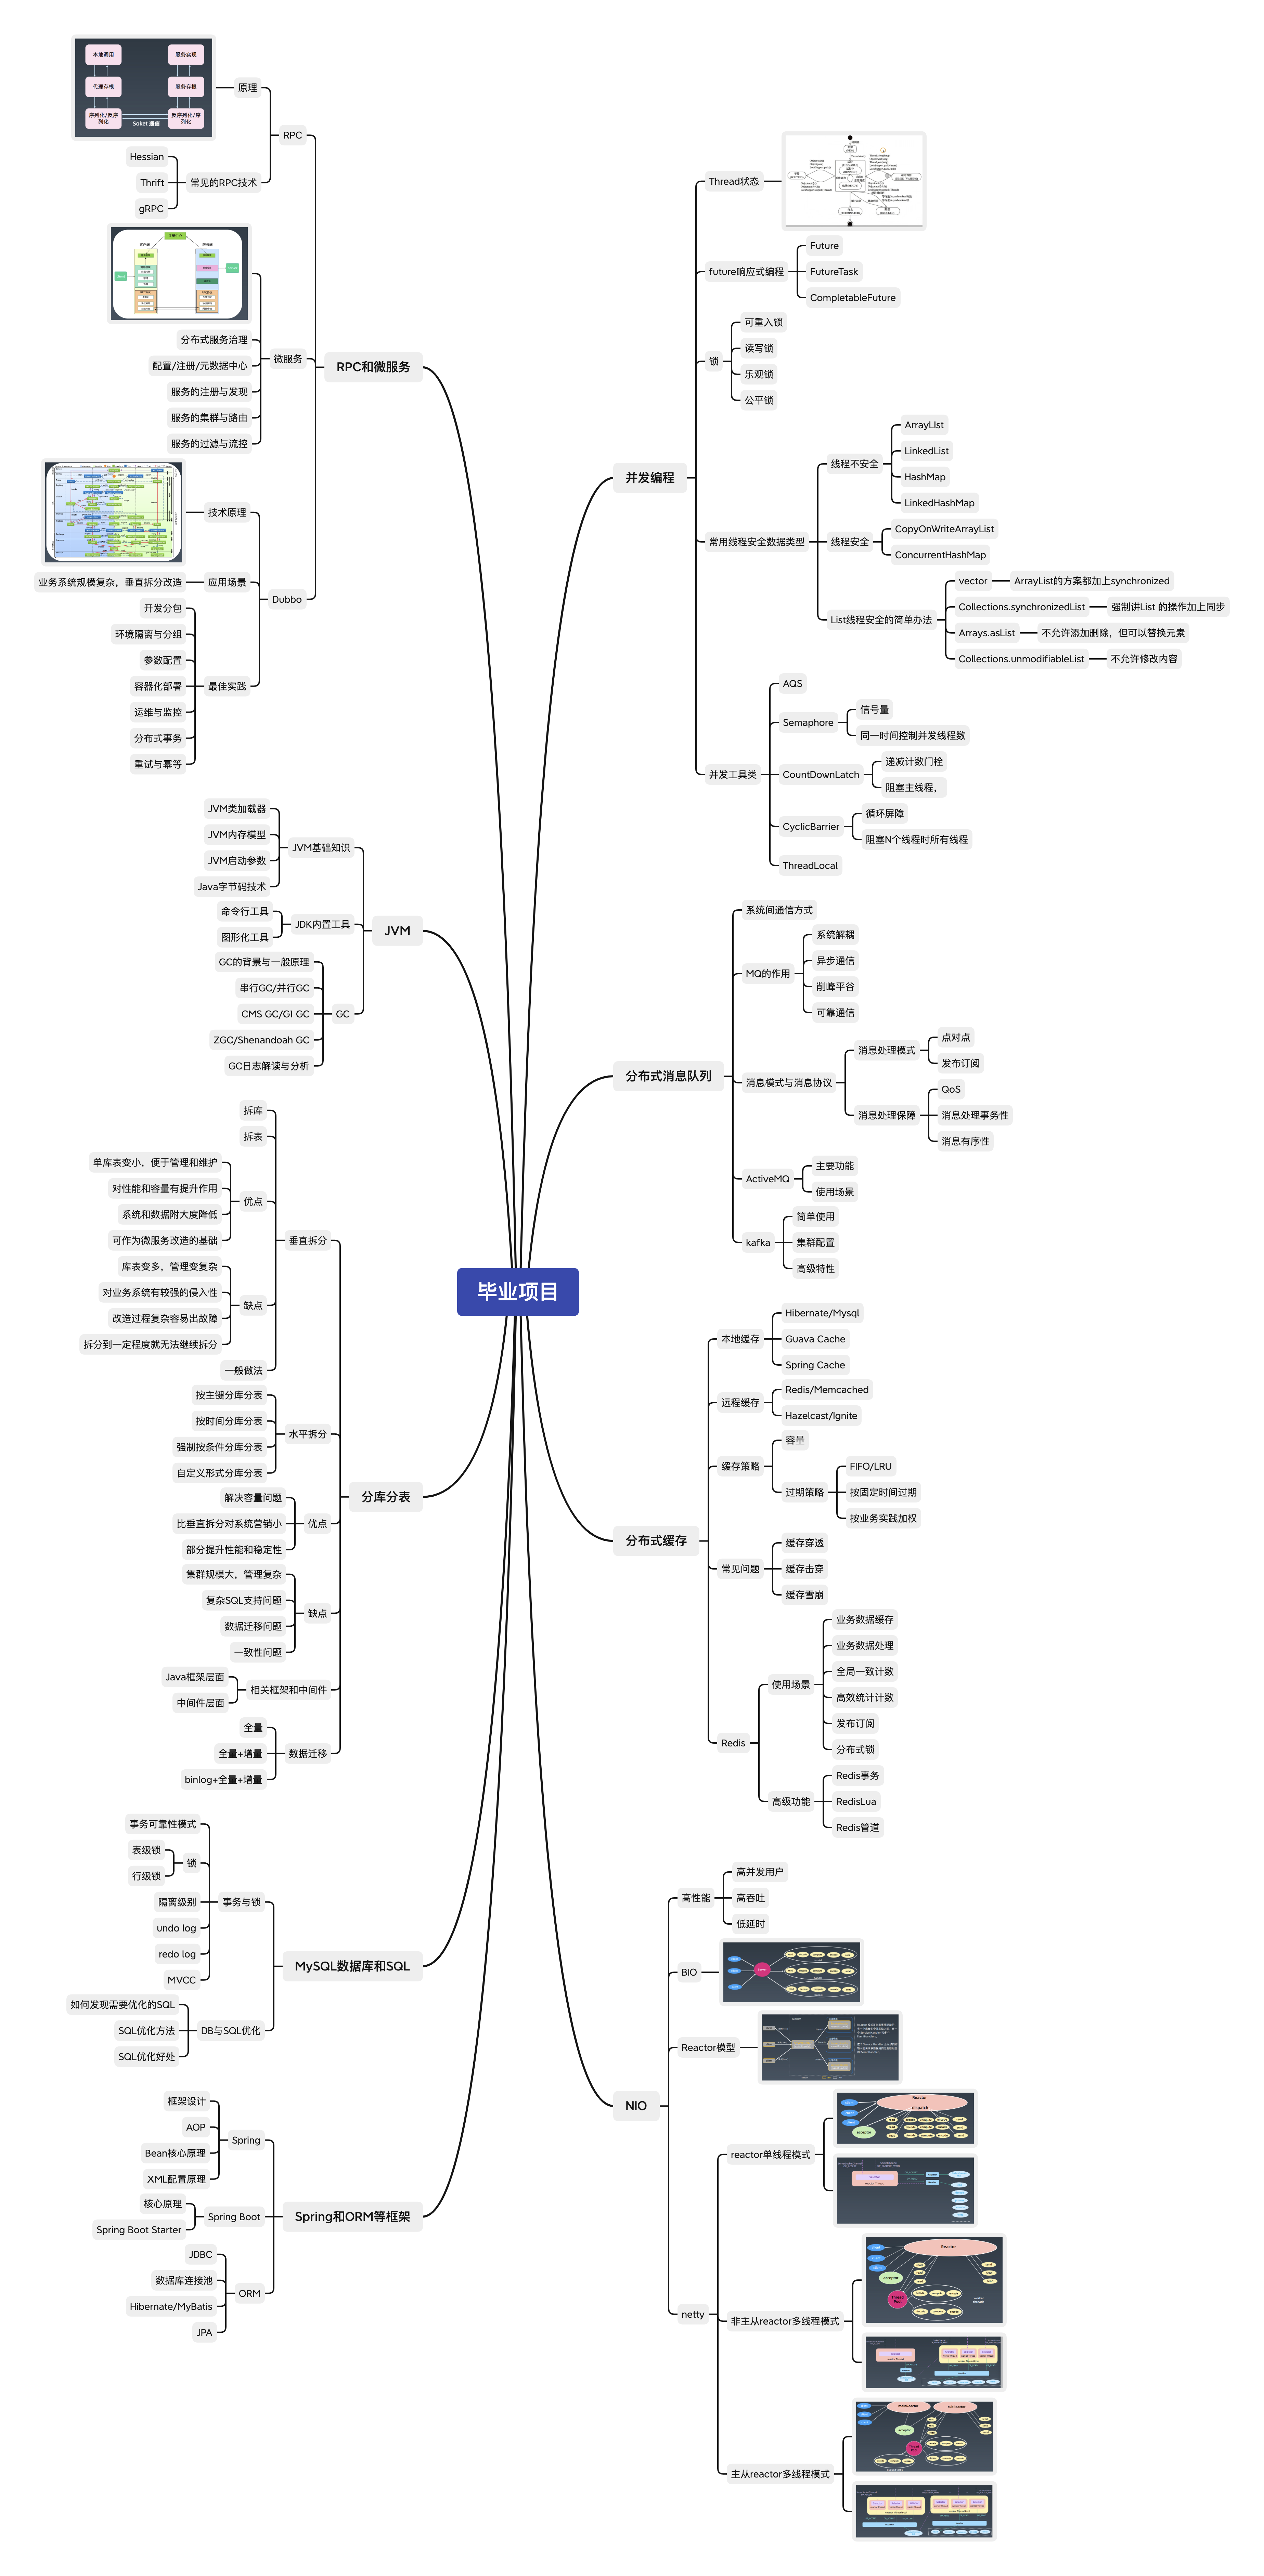 毕业项目
RPC和微服务
RPC
原理
本地调用
服务实现
代理存根
服务存根
序列化/反序列化
反序列化/序列化
Soket 通信
常见的RPC技术
Hessian
Thrift
gRPC
微服务
分布式服务治理
配置/注册/元数据中心
服务的注册与发现
服务的集群与路由
服务的过滤与流控
Dubbo
技术原理
应用场景
业务系统规模复杂，垂直拆分改造
最佳实践
开发分包
环境隔离与分组
参数配置
容器化部署
运维与监控
分布式事务
重试与幂等
JVM
JVM基础知识
JVM类加载器
JVM内存模型
JVM启动参数
Java字节码技术
JDK内置工具
命令行工具
图形化工具
GC
GC的背景与一般原理
串行GC/并行GC
CMS GC/G1 GC
ZGC/Shenandoah GC
GC日志解读与分析
分库分表
垂直拆分
拆库
拆表
优点
单库表变小，便于管理和维护
对性能和容量有提升作用
系统和数据附大度降低
可作为微服务改造的基础
缺点
库表变多，管理变复杂
对业务系统有较强的侵入性
改造过程复杂容易出故障
拆分到一定程度就无法继续拆分
一般做法
水平拆分
按主键分库分表
按时间分库分表
强制按条件分库分表
自定义形式分库分表
优点
解决容量问题
比垂直拆分对系统营销小
部分提升性能和稳定性
缺点
集群规模大，管理复杂
复杂SQL支持问题
数据迁移问题
一致性问题
相关框架和中间件
Java框架层面
中间件层面
数据迁移
全量
全量+增量
binlog+全量+增量
MySQL数据库和SQL
事务与锁
事务可靠性模式
锁
表级锁
行级锁
隔离级别
undo log
redo log
MVCC
DB与SQL优化
如何发现需要优化的SQL
SQL优化方法
SQL优化好处
Spring和ORM等框架
Spring
框架设计
AOP
Bean核心原理
XML配置原理
Spring Boot
核心原理
Spring Boot Starter
ORM
JDBC
数据库连接池
Hibernate/MyBatis
JPA
并发编程
Thread状态
future响应式编程
Future
FutureTask
CompletableFuture
锁
可重入锁
读写锁
乐观锁
公平锁
常用线程安全数据类型
线程不安全
ArrayLIst
LinkedList
HashMap
LinkedHashMap
线程安全
CopyOnWriteArrayList
ConcurrentHashMap
List线程安全的简单办法
vector
ArrayList的方案都加上synchronized
Collections.synchronizedList
强制讲List 的操作加上同步
Arrays.asList
不允许添加删除，但可以替换元素
Collections.unmodifiableList
不允许修改内容
并发工具类
AQS
Semaphore
信号量
同一时间控制并发线程数
CountDownLatch
递减计数门栓
阻塞主线程，
CyclicBarrier
循环屏障
阻塞N个线程时所有线程
ThreadLocal
分布式消息队列
系统间通信方式
MQ的作用
系统解耦
异步通信
削峰平谷
可靠通信
消息模式与消息协议
消息处理模式
点对点
发布订阅
消息处理保障
QoS
消息处理事务性
消息有序性
ActiveMQ
主要功能
使用场景
kafka
简单使用
集群配置
高级特性
分布式缓存
本地缓存
Hibernate/Mysql
Guava Cache
Spring Cache
远程缓存
Redis/Memcached
Hazelcast/Ignite
缓存策略
容量
过期策略
FIFO/LRU
按固定时间过期
按业务实践加权
常见问题
缓存穿透
缓存击穿
缓存雪崩
Redis
使用场景
业务数据缓存
业务数据处理
全局一致计数
高效统计计数
发布订阅
分布式锁
高级功能
Redis事务
RedisLua
Redis管道
NIO
高性能
高并发用户
高吞吐
低延时
BIO
Reactor模型
netty
reactor单线程模式
Reactor
dispatch
acceptor
非主从reactor多线程模式
Reactor
acceptor
Thread Pool
主从reactor多线程模式
mainReactor
subReactor
acceptor
Thread Pool